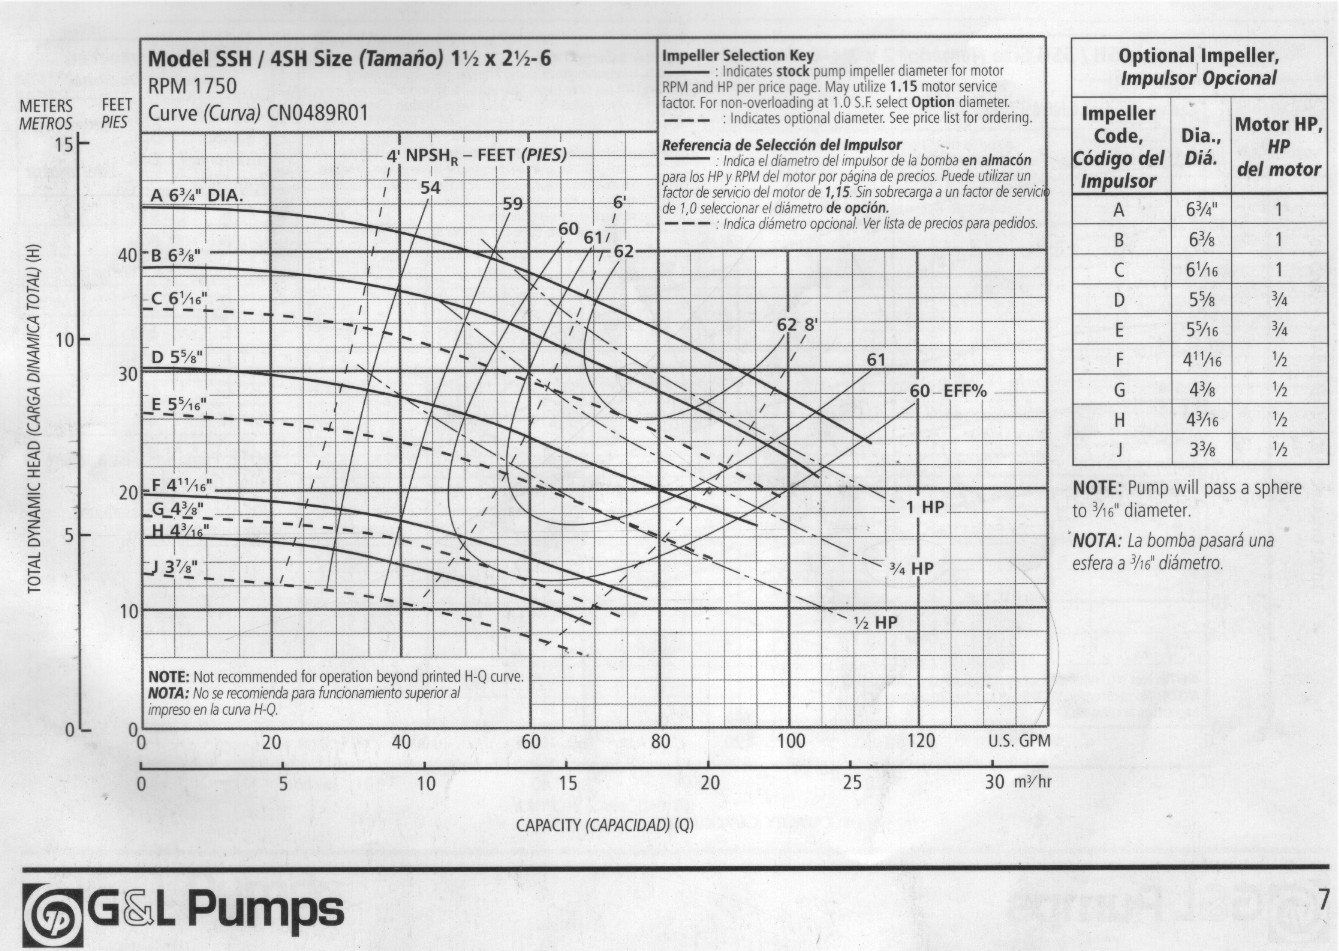 Model SSH / 4SH Size (Tamaño) 1½ x 2½-6
RPM 1750
Curve (Curva) CN0489R01
METERS
METROS
FEET
PIES
Impeller Selection Key
: Indicates stock pump impeller diameter for motor
RPM and HP per price page. May utilize 1.15 motor service
factor. For non-overloading at 1.0 S.F. select Option diameter.
: Indicates optional diameter. See price list for ordering.
Referencia de Selección del Impulsor
: Indica el diametro del impulsor de la bomba en almacón
para los HP y RPM del motor por página de precios. Puede utilizar un
factor de servicio del motor de 1,15. Sin sobrecarga a un factor de servicio
de 1,0 seleccionar el diámetro de opción.
: Indica diámetro opcional. Ver lista de precios para pedidos.
Optional Impeller,
Impulsor Opcional
Impeller
Code,
Código del
Impulsor
Dia.,
Diá.
Motor HP,
HP
del motor
A 6¾" 1
B 6⅜ 1
C 6¹⁄₁₆ 1
D 5⅝ ¾
E 5⁵⁄₁₆ ¾
F 4¹¹⁄₁₆ ½
G 4⅜ ½
H 4³⁄₁₆ ½
J 3⅜ ½
NOTE: Pump will pass a sphere
to ³⁄₁₆" diameter.
NOTA: La bomba pasará una
esfera a ³⁄₁₆" diámetro.
TOTAL DYNAMIC HEAD (CARGA DINAMICA TOTAL) (H)
15
10
5
0
40
30
20
10
0
4' NPSHR – FEET (PIES)
54
59
6'
60
61
62
62 8'
61
60 EFF%
A 6¾" DIA.
B 6⅜"
C 6¹⁄₁₆"
D 5⅝"
E 5⁵⁄₁₆"
F 4¹¹⁄₁₆"
G 4⅜"
H 4³⁄₁₆"
J 3⅞"
1 HP
¾ HP
½ HP
NOTE: Not recommended for operation beyond printed H-Q curve.
NOTA: No se recomienda para funcionamiento superior al
impreso en la curva H-Q.
0 20 40 60 80 100 120 U.S. GPM
0 5 10 15 20 25 30 m³/hr
CAPACITY (CAPACIDAD) (Q)
G&L Pumps
7